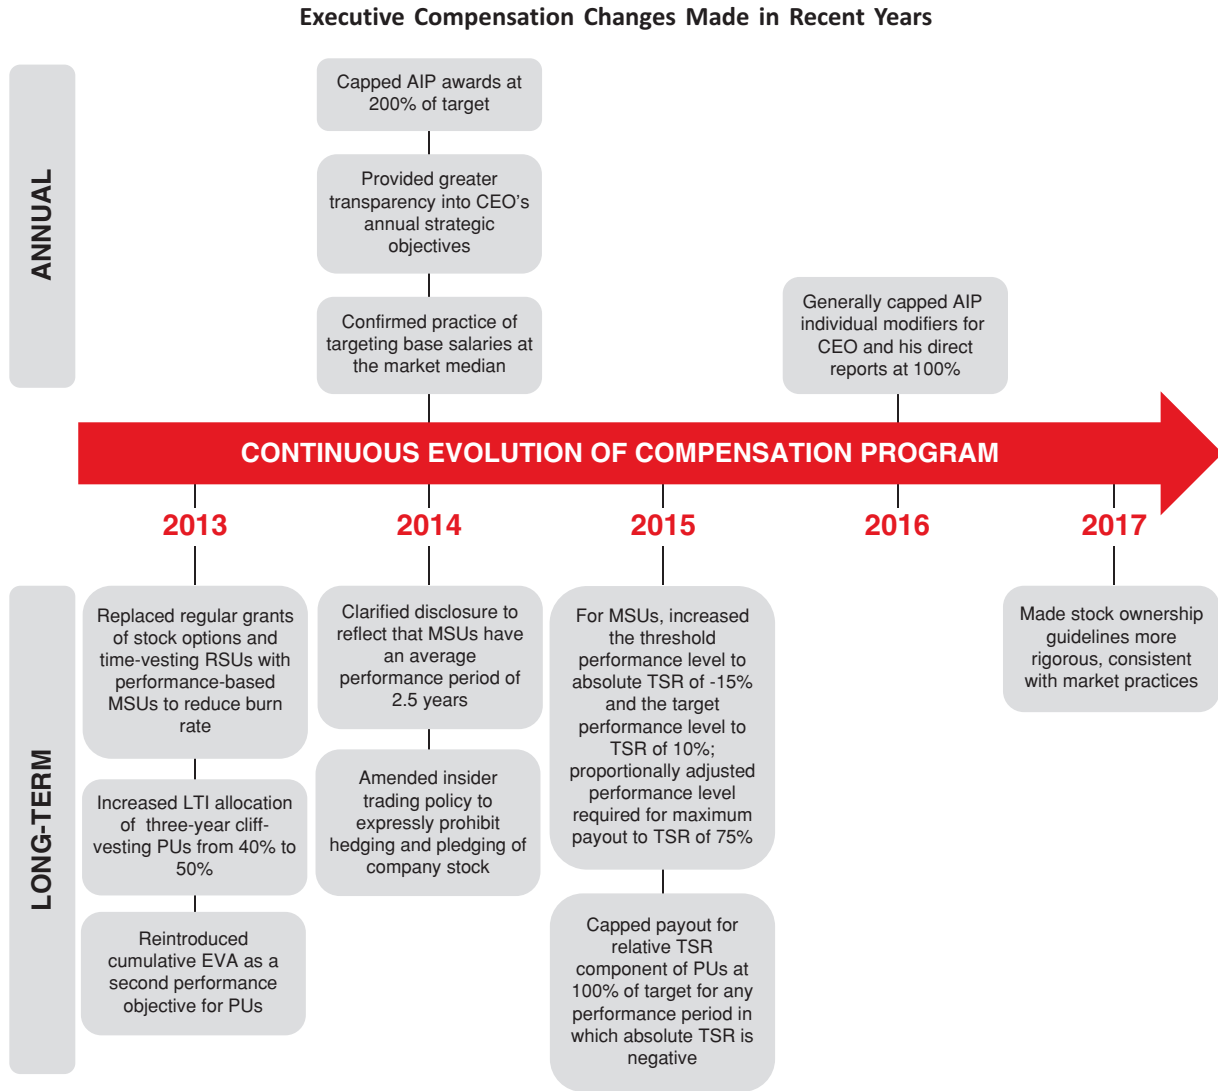 Executive Compensation Changes Made in Recent Years
ANNUAL
Capped AIP awards at
200% of target
Provided greater
transparency into CEO's
annual strategic
objectives
Confirmed practice of
targeting base salaries at
the market median
Generally capped AIP
individual modifiers for
CEO and his direct
reports at 100%
CONTINUOUS EVOLUTION OF COMPENSATION PROGRAM
2013
2014
2015
2016
2017
LONG-TERM
Replaced regular grants
of stock options and
time-vesting RSUs with
performance-based
MSUs to reduce burn
rate
Increased LTI allocation
of three-year cliff-
vesting PUs from 40% to
50%
Reintroduced
cumulative EVA as a
second performance
objective for PUs
Clarified disclosure to
reflect that MSUs have
an average
performance period of
2.5 years
Amended insider
trading policy to
expressly prohibit
hedging and pledging of
company stock
For MSUs, increased
the threshold
performance level to
absolute TSR of -15%
and the target
performance level to
TSR of 10%;
proportionally adjusted
performance level
required for maximum
payout to TSR of 75%
Capped payout for
relative TSR
component of PUs at
100% of target for any
performance period in
which absolute TSR is
negative
Made stock ownership
guidelines more
rigorous, consistent
with market practices